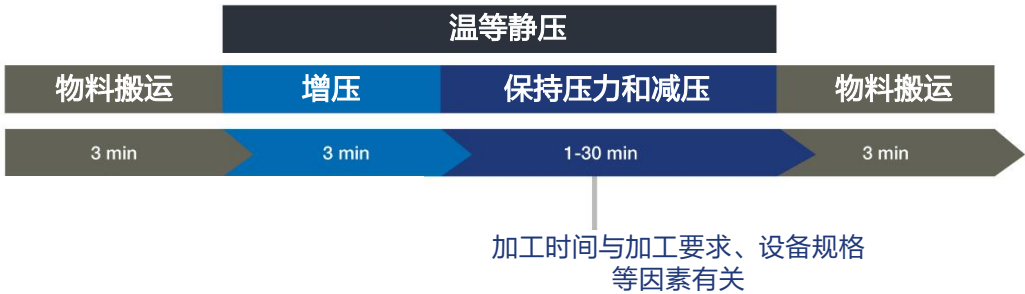 温等静压
物料搬运 增压 保持压力和减压 物料搬运
3 min 3 min 1-30 min 3 min
加工时间与加工要求、设备规格
等因素有关